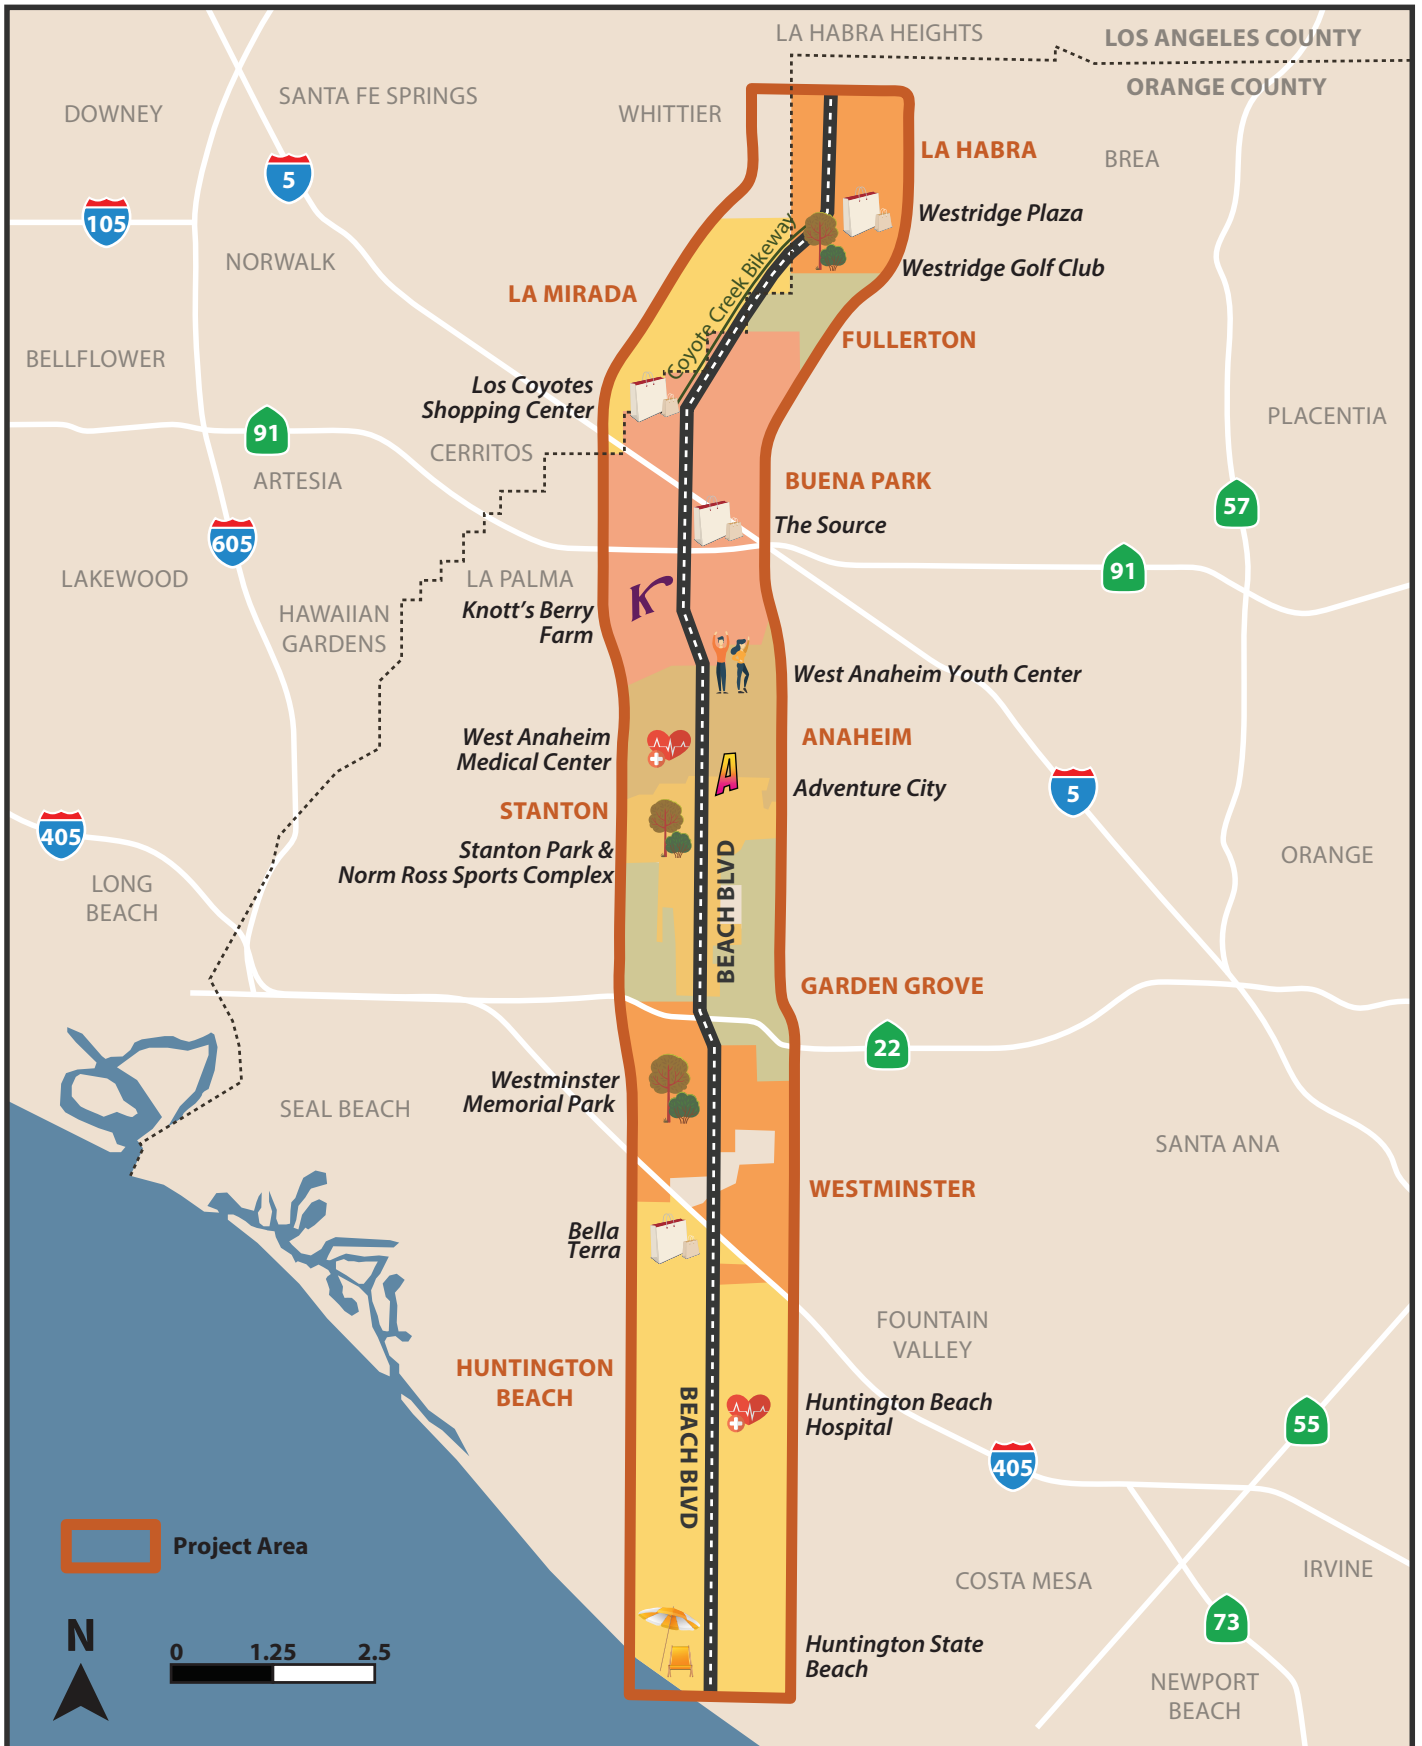 LA HABRA HEIGHTS
LOS ANGELES COUNTY
ORANGE COUNTY
SANTA FE SPRINGS
DOWNEY
WHITTIER
LA HABRA
BREA
5
105
Westridge Plaza
NORWALK
Westridge Golf Club
LA MIRADA
Coyote Creek Bikeway
FULLERTON
BELLFLOWER
Los Coyotes
Shopping Center
PLACENTIA
91
CERRITOS
ARTESIA
BUENA PARK
57
The Source
605
91
LAKEWOOD
LA PALMA
K
Knott's Berry
Farm
HAWAIIAN
GARDENS
West Anaheim Youth Center
West Anaheim
Medical Center
ANAHEIM
A
Adventure City
5
STANTON
405
Stanton Park &
Norm Ross Sports Complex
ORANGE
LONG
BEACH
BEACH BLVD
GARDEN GROVE
22
Westminster
Memorial Park
SEAL BEACH
SANTA ANA
WESTMINSTER
Bella
Terra
FOUNTAIN
VALLEY
HUNTINGTON
BEACH
BEACH BLVD
Huntington Beach
Hospital
55
405
Project Area
IRVINE
COSTA MESA
73
N
0 1.25 2.5
Huntington State
Beach
NEWPORT
BEACH